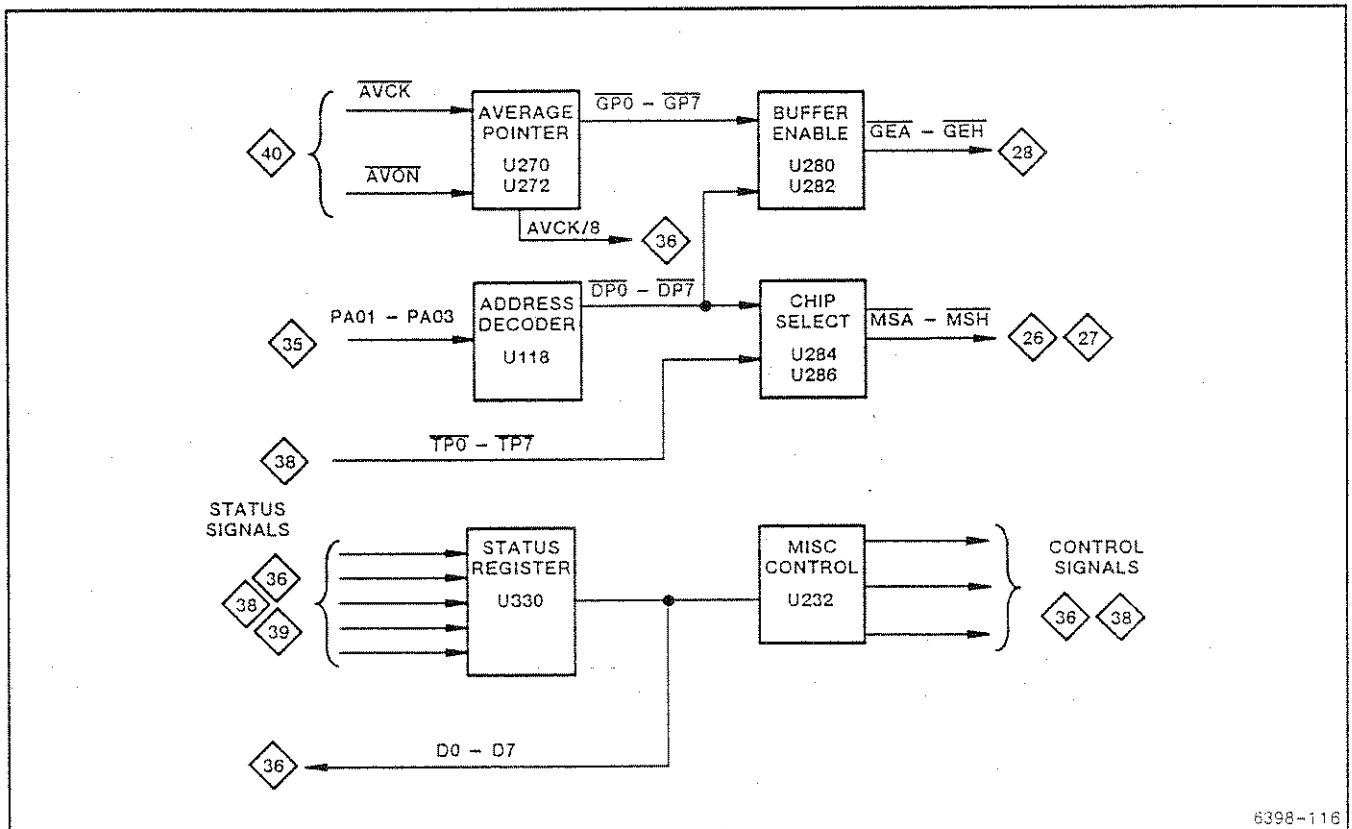 AVCK
AVON
40
AVERAGE
POINTER
U270
U272
GP0 – GP7
BUFFER
ENABLE
U280
U282
GEA – GEH
28
AVCK/8
36
PA01 – PA03
35
ADDRESS
DECODER
U118
DP0 – DP7
CHIP
SELECT
U284
U286
MSA – MSH
26 27
TP0 – TP7
38
STATUS
SIGNALS
36
38
39
STATUS
REGISTER
U330
MISC
CONTROL
U232
CONTROL
SIGNALS
36 38
D0 – D7
36
6398-116